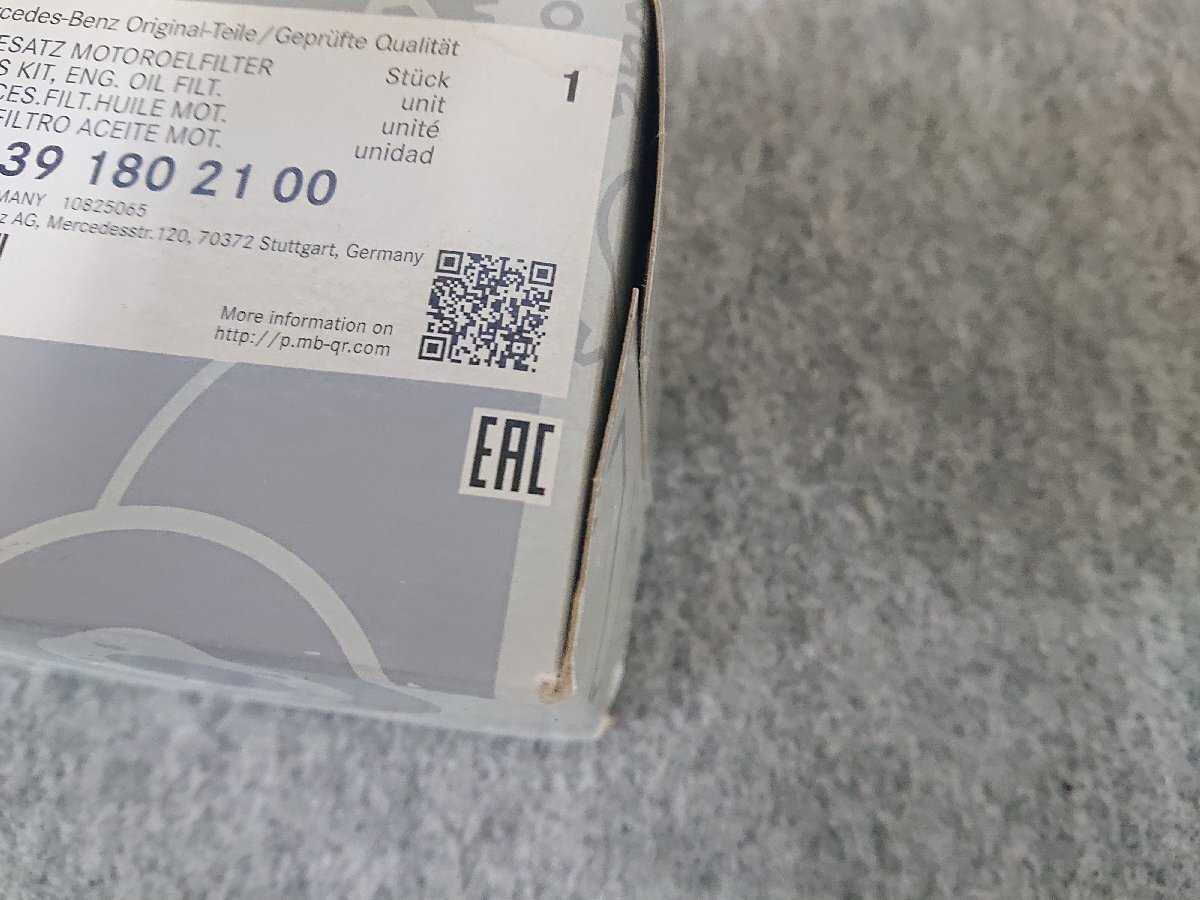 cedes-Benz Original-Teile/Geprüfte Qualität
ESATZ MOTOROELFILTER Stück 1
S KIT, ENG. OIL FILT. unit
CES.FILT.HUILE MOT. unité
FILTRO ACEITE MOT. unidad
39 180 21 00
MANY 10825065
z AG, Mercedesstr.120, 70372 Stuttgart, Germany
More information on
http://p.mb-qr.com
EAC